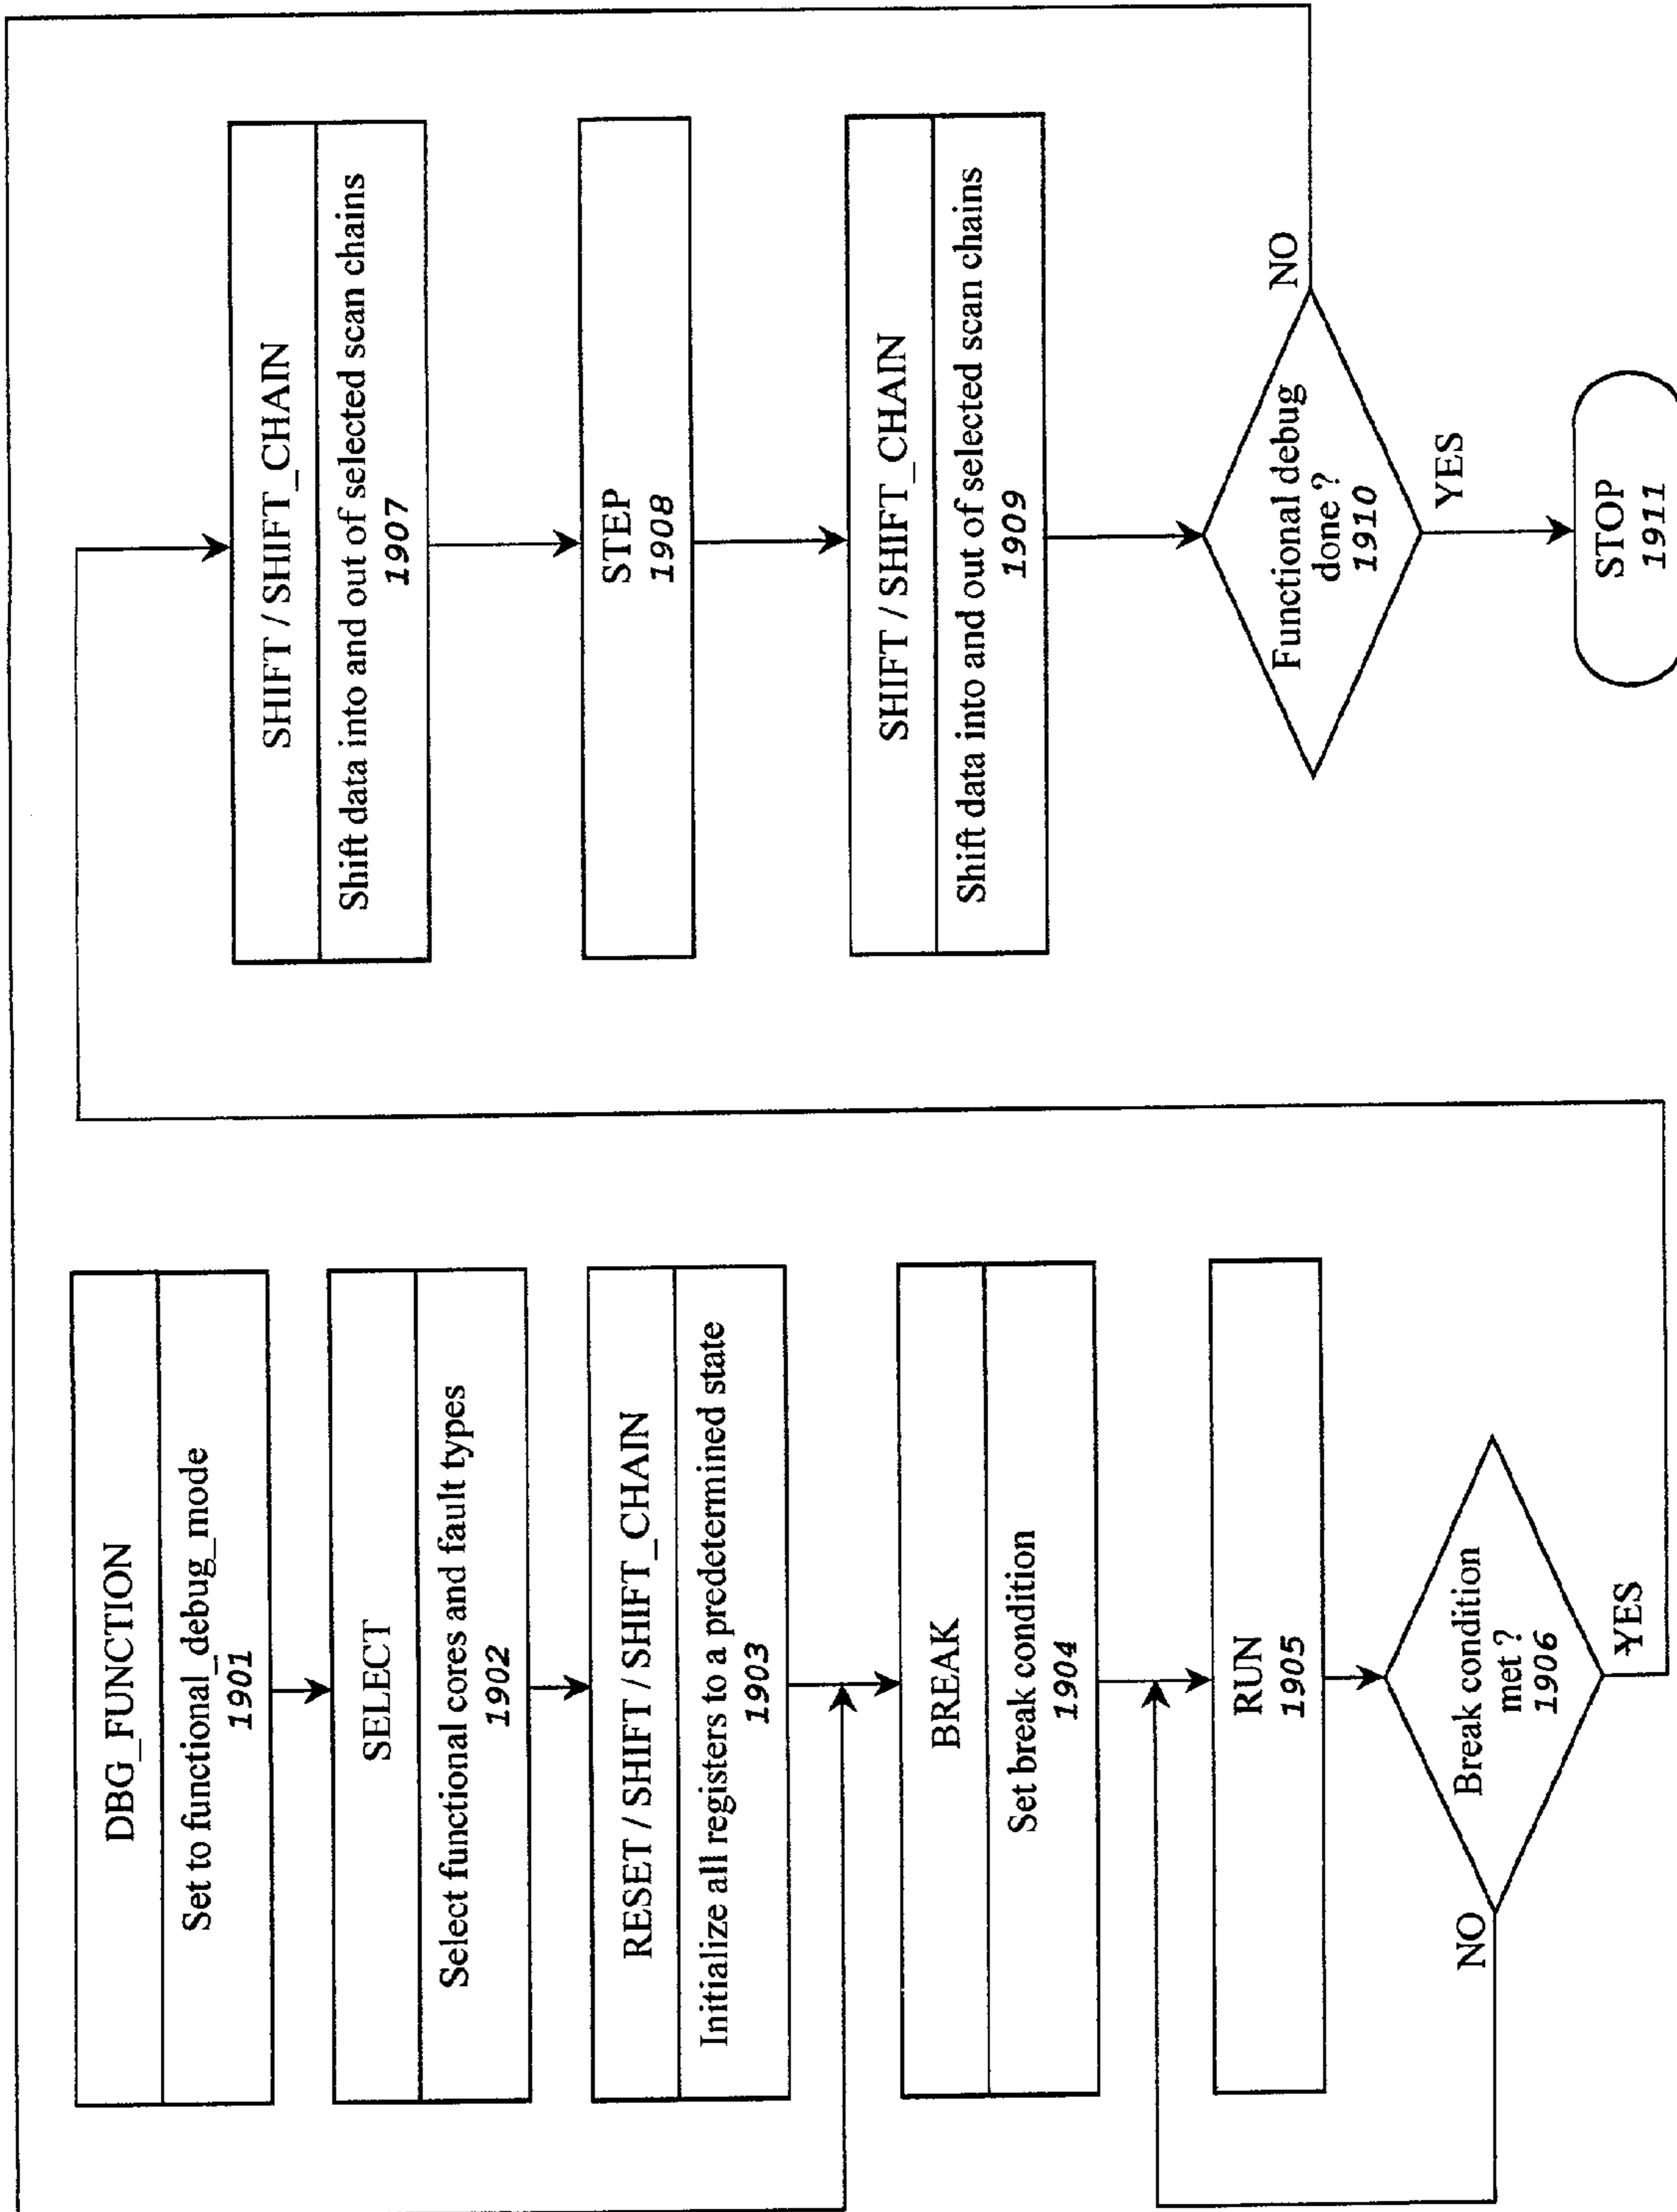 DBG_FUNCTION
Set to functional_debug_mode
1901
SELECT
Select functional cores and fault types
1902
RESET / SHIFT / SHIFT_CHAIN
Initialize all registers to a predetermined state
1903
BREAK
Set break condition
1904
RUN
1905
Break condition
met ?
1906
NO
YES
SHIFT / SHIFT_CHAIN
Shift data into and out of selected scan chains
1907
STEP
1908
SHIFT / SHIFT_CHAIN
Shift data into and out of selected scan chains
1909
Functional debug
done ?
1910
NO
YES
STOP
1911